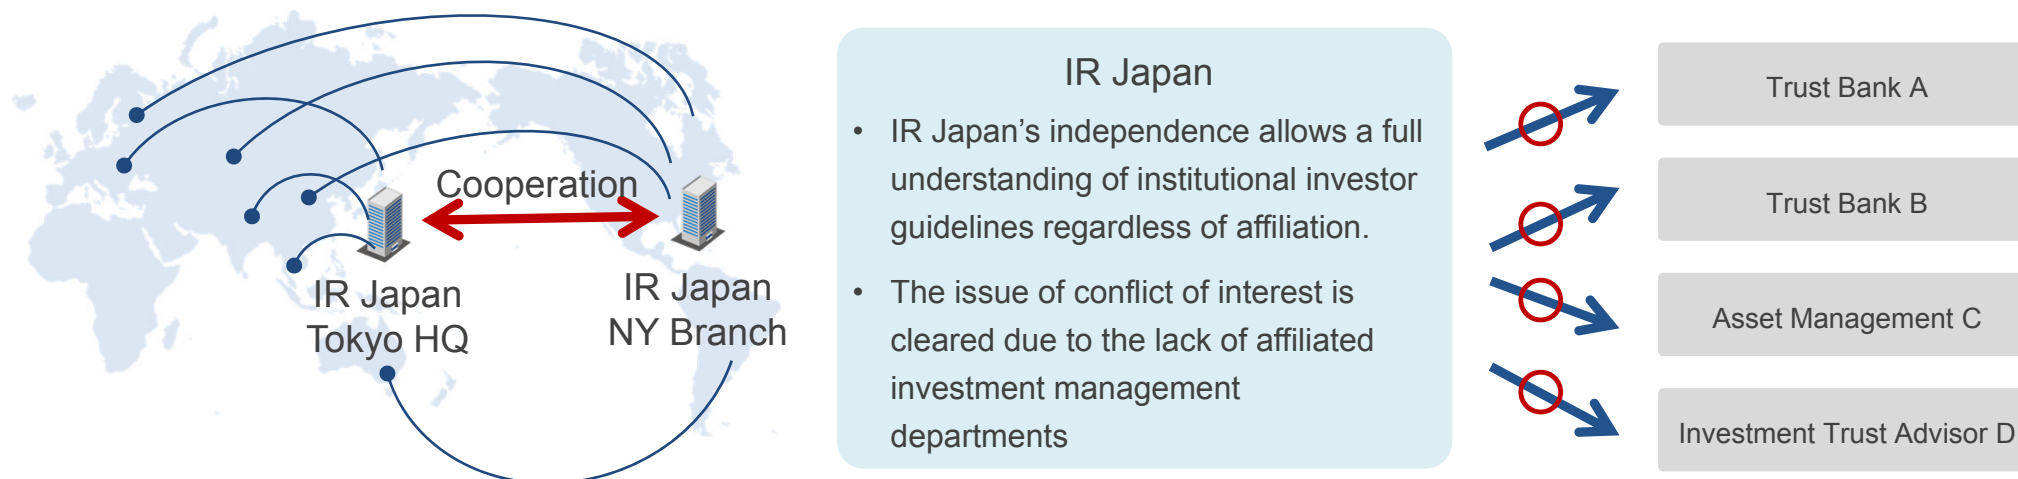 Cooperation
IR Japan
Tokyo HQ
IR Japan
NY Branch
IR Japan
• IR Japan’s independence allows a full
understanding of institutional investor
guidelines regardless of affiliation.
• The issue of conflict of interest is
cleared due to the lack of affiliated
investment management
departments
Trust Bank A
Trust Bank B
Asset Management C
Investment Trust Advisor D